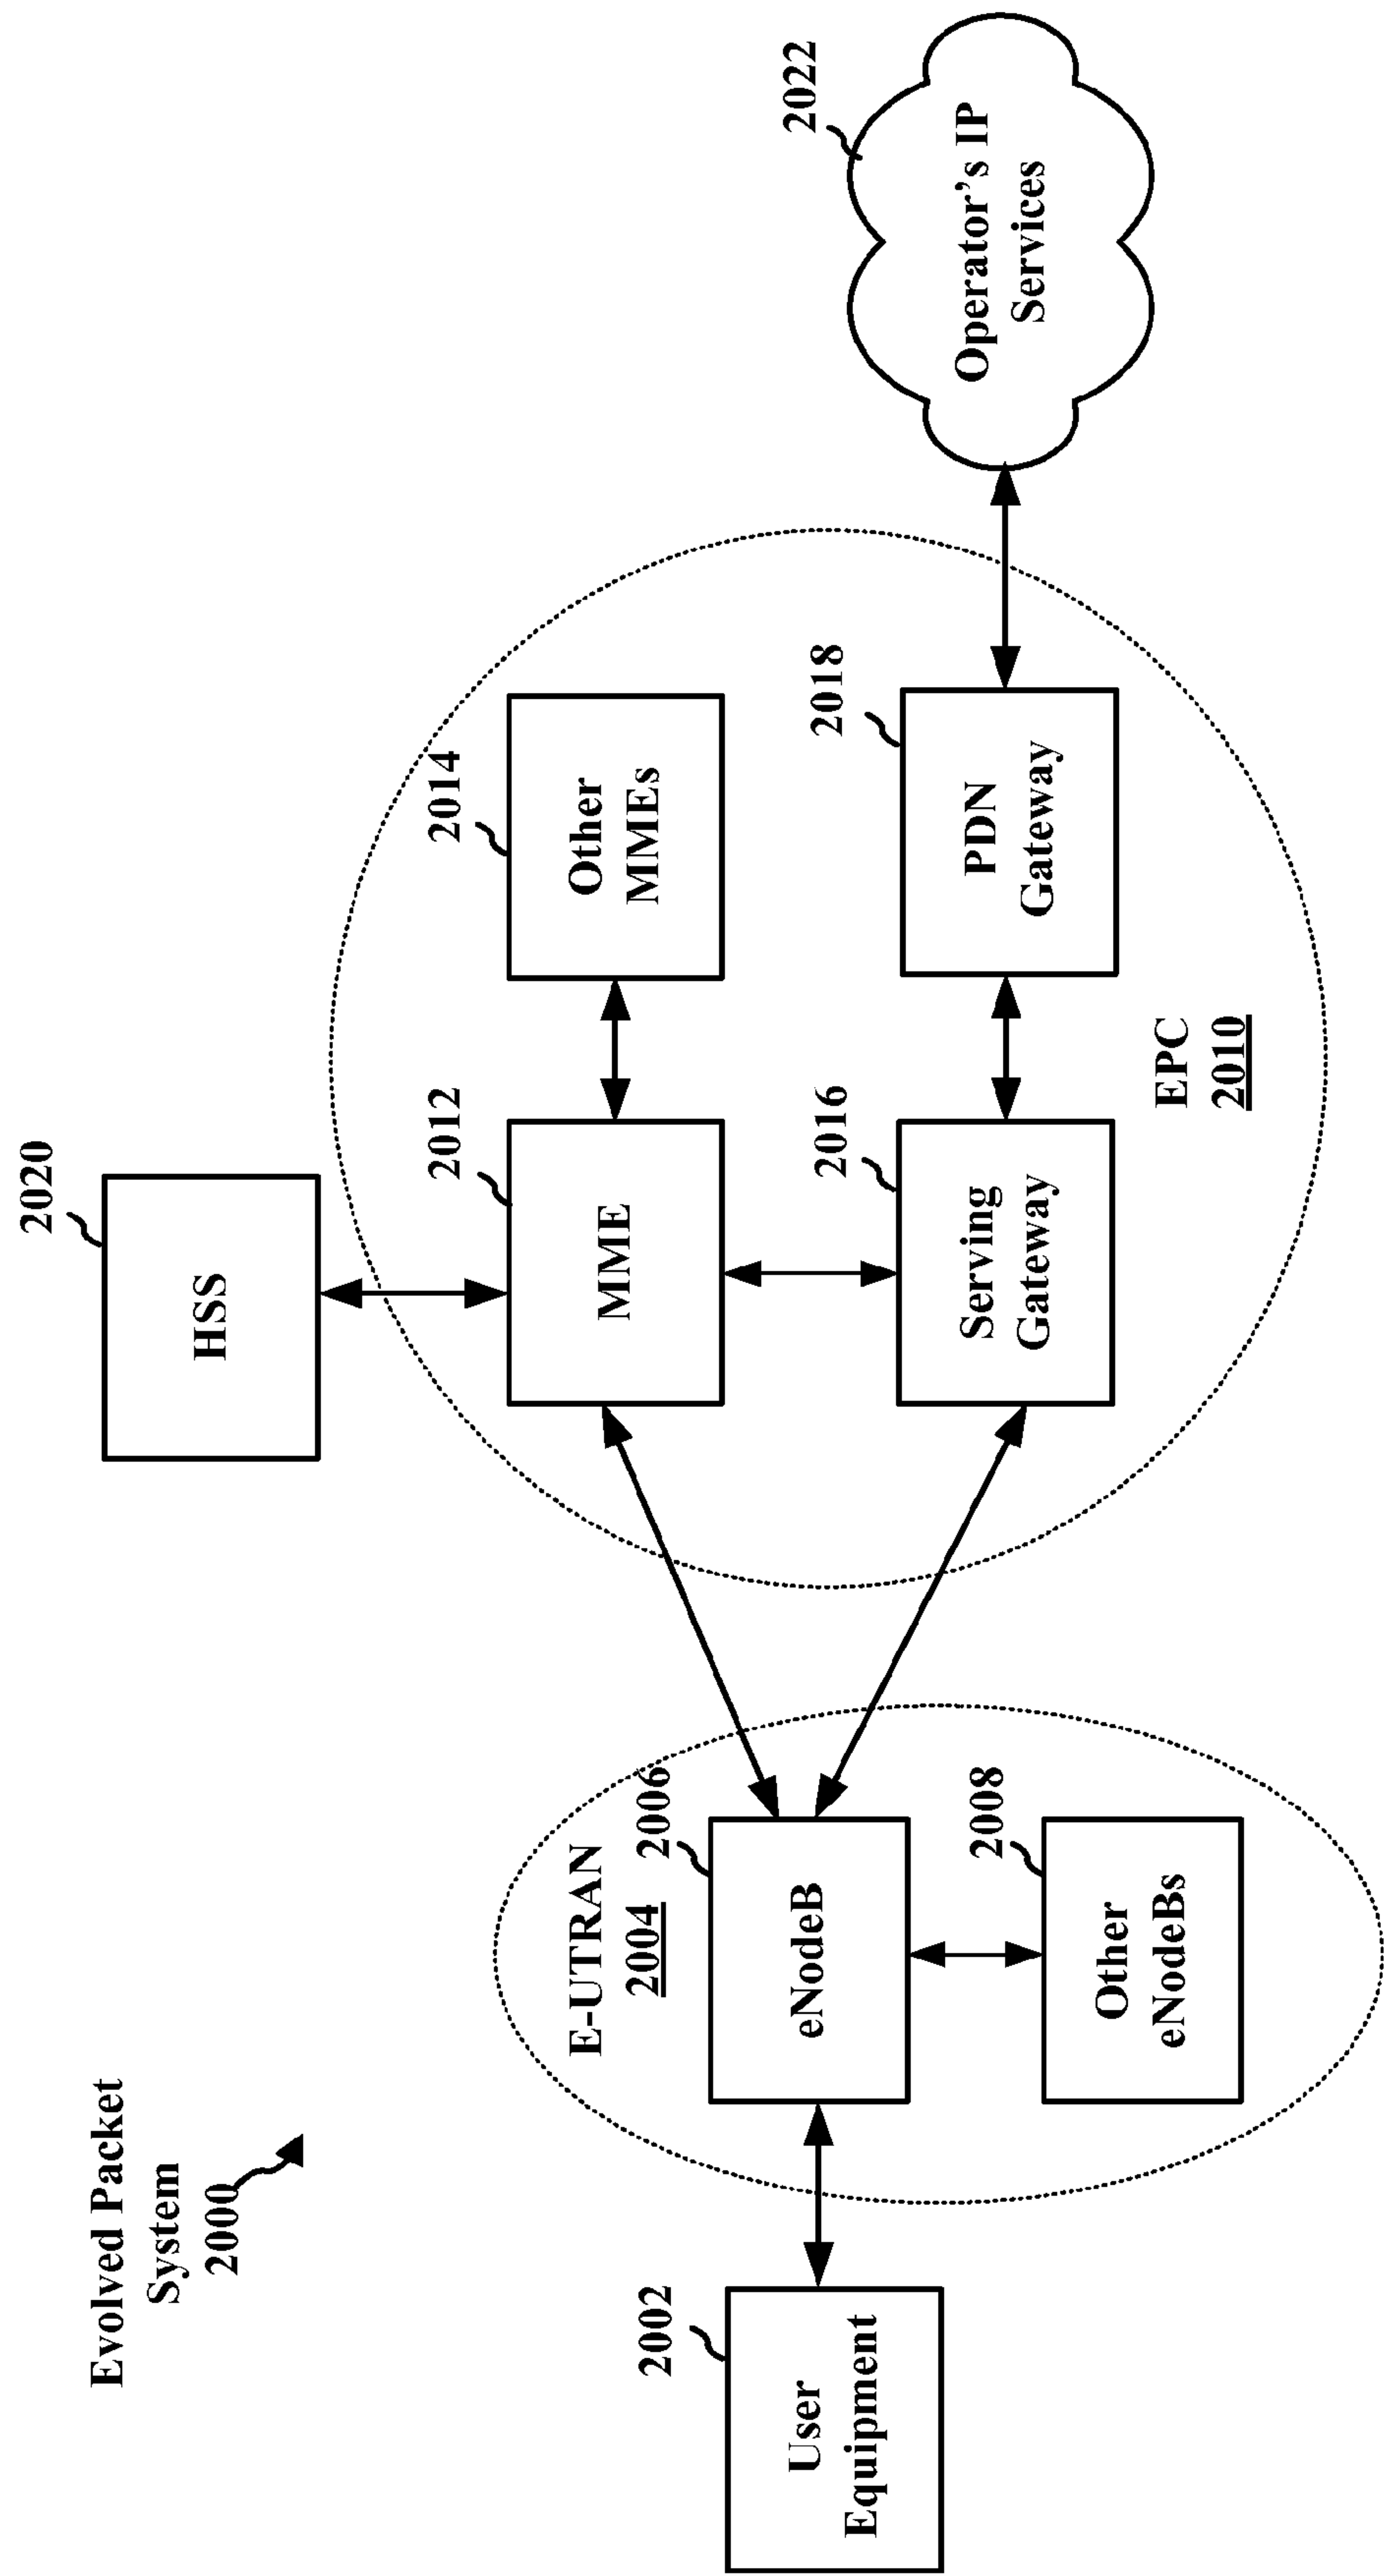 Evolved Packet
System
2000
2020
HSS
2022
Operator's IP
Services
2014
Other
MMEs
2012
MME
2018
PDN
Gateway
2016
Serving
Gateway
EPC
2010
E-UTRAN
2004
2006
eNodeB
2008
Other
eNodeBs
2002
User
Equipment